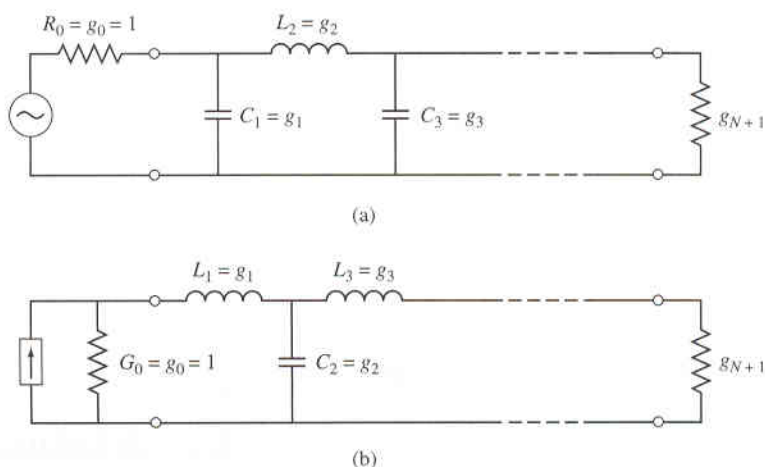 R₀ = g₀ = 1
L₂ = g₂
C₁ = g₁
C₃ = g₃
g_{N+1}
(a)
L₁ = g₁
L₃ = g₃
G₀ = g₀ = 1
C₂ = g₂
g_{N+1}
(b)